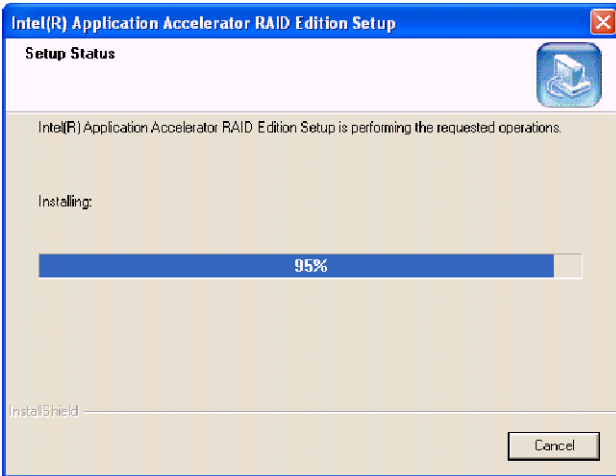 Intel(R) Application Accelerator RAID Edition Setup
Setup Status
Intel(R) Application Accelerator RAID Edition Setup is performing the requested operations.
Installing:
95%
InstallShield
Cancel